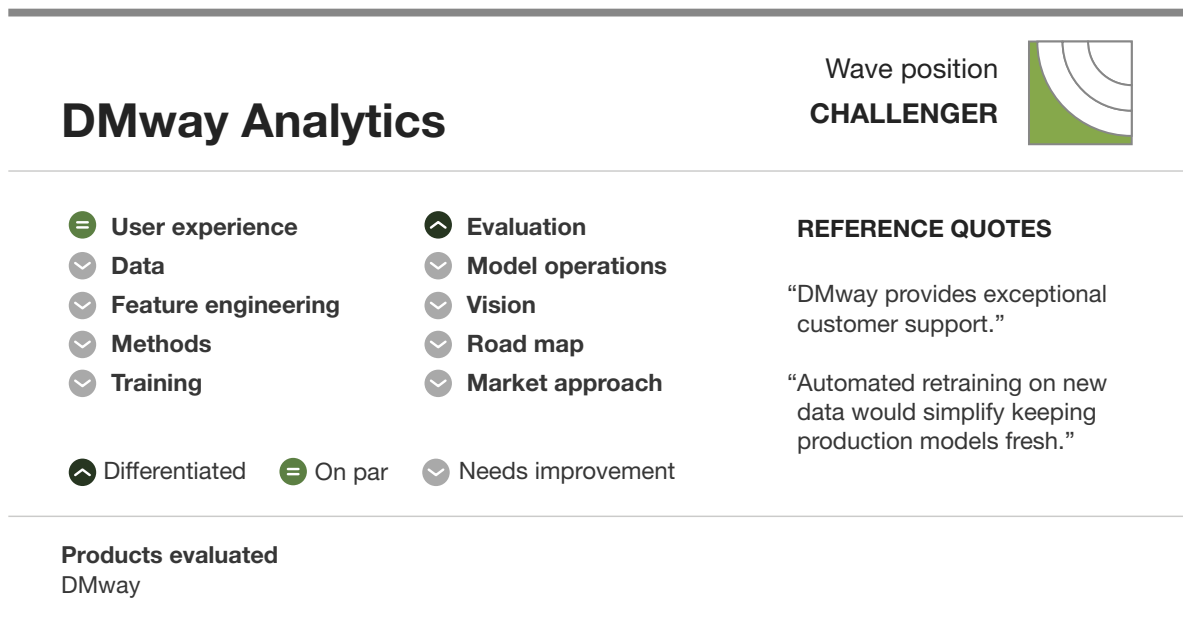 Wave position
CHALLENGER
DMway Analytics
User experience
Data
Feature engineering
Methods
Training
Evaluation
Model operations
Vision
Road map
Market approach
Differentiated
On par
Needs improvement
REFERENCE QUOTES
“DMway provides exceptional
customer support.”
“Automated retraining on new
data would simplify keeping
production models fresh.”
Products evaluated
DMway